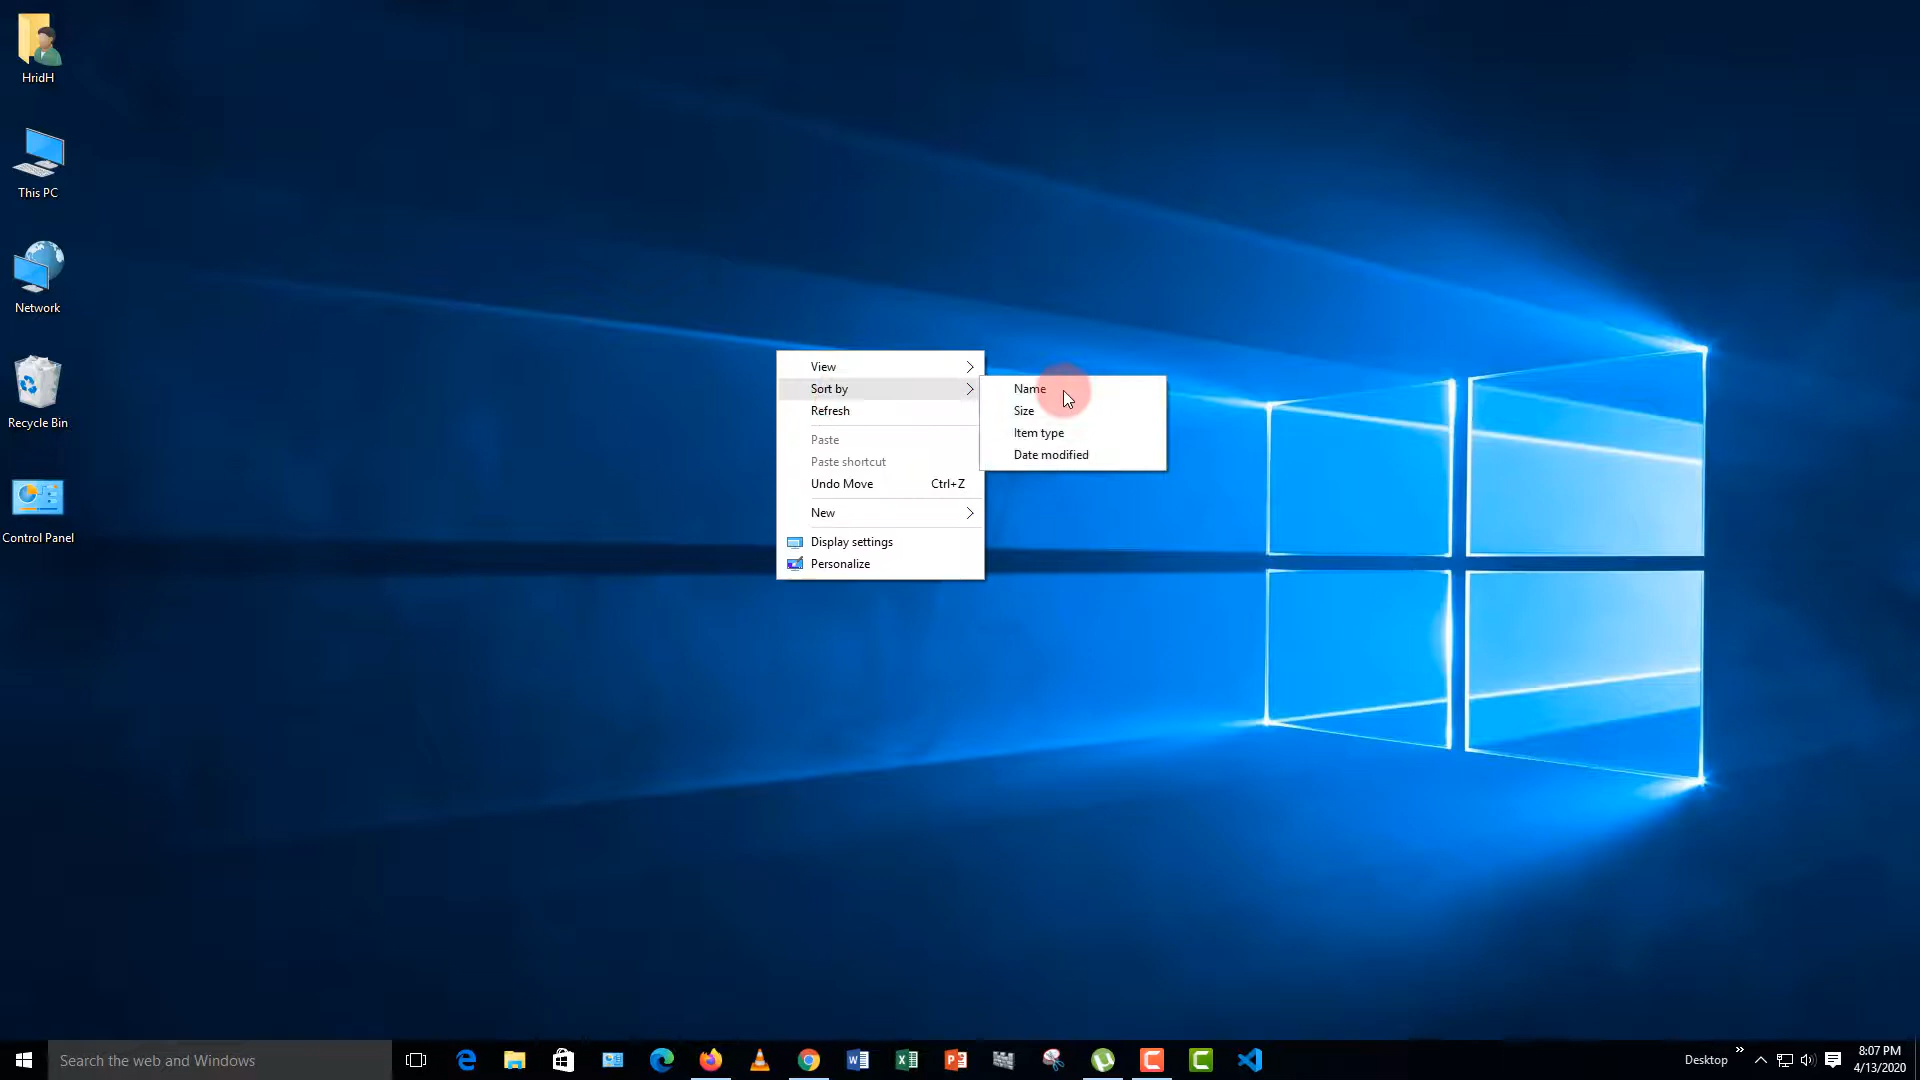 HridH
This PC
Network
Recycle Bin
Control Panel
View
Sort by
Refresh
Paste
Paste shortcut
Undo Move Ctrl+Z
New
Display settings
Personalize
Name
Size
Item type
Date modified
Search the web and Windows
Desktop
8:07 PM
4/13/2020